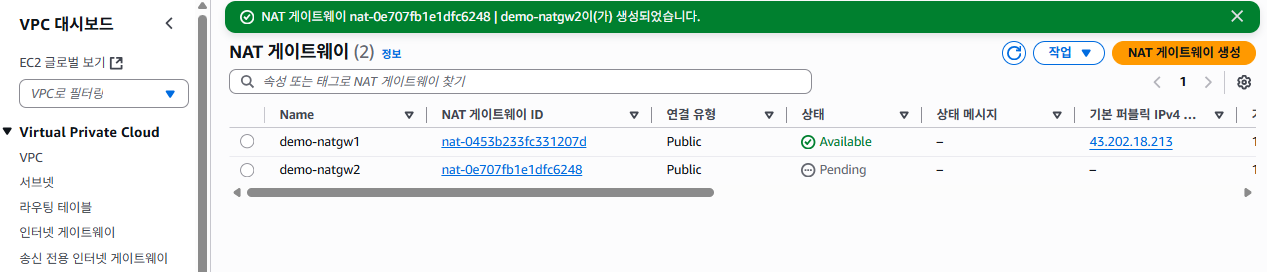 VPC 대시보드
EC2 글로벌 보기
VPC로 필터링
Virtual Private Cloud
VPC
서브넷
라우팅 테이블
인터넷 게이트웨이
송신 전용 인터넷 게이트웨이
NAT 게이트웨이 nat-0e707fb1e1dfc6248 | demo-natgw2이(가) 생성되었습니다.
NAT 게이트웨이 (2) 정보
작업
NAT 게이트웨이 생성
속성 또는 태그로 NAT 게이트웨이 찾기
1
Name NAT 게이트웨이 ID 연결 유형 상태 상태 메시지 기본 퍼블릭 IPv4 ...
demo-natgw1 nat-0453b233fc331207d Public Available – 43.202.18.213 1
demo-natgw2 nat-0e707fb1e1dfc6248 Public Pending – – 1